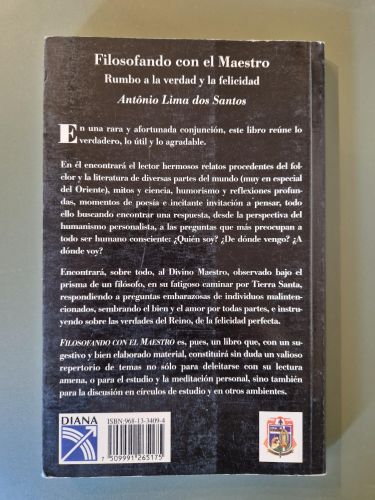 Filosofando con el Maestro
Rumbo a la verdad y la felicidad
Antônio Lima dos Santos
En una rara y afortunada conjunción, este libro reúne lo
verdadero, lo útil y lo agradable.
En él encontrará el lector hermosos relatos procedentes del fol-
clor y la literatura de diversas partes del mundo (muy en especial
del Oriente), mitos y ciencia, humorismo y reflexiones profun-
das, momentos de poesía e incitante invitación a pensar, todo
ello buscando encontrar una respuesta, desde la perspectiva del
humanismo personalista, a las preguntas que más preocupan a
todo ser humano consciente: ¿Quién soy? ¿De dónde vengo? ¿A
dónde voy?
Encontrará, sobre todo, al Divino Maestro, observado bajo el
prisma de un filósofo, en su fatigoso caminar por Tierra Santa,
respondiendo a preguntas embarazosas de individuos malinten-
cionados, sembrando el bien y el amor por todas partes, e instru-
yendo sobre las verdades del Reino, de la felicidad perfecta.
FILOSOFANDO CON EL MAESTRO es, pues, un libro que, con un su-
gestivo y bien elaborado material, constituirá sin duda un valioso
repertorio de temas no sólo para deleitarse con su lectura
amena, o para el estudio y la meditación personal, sino también
para la discusión en círculos de estudio y en otros ambientes.
DIANA
ISBN-968-13-3409-4
7 509991 265175